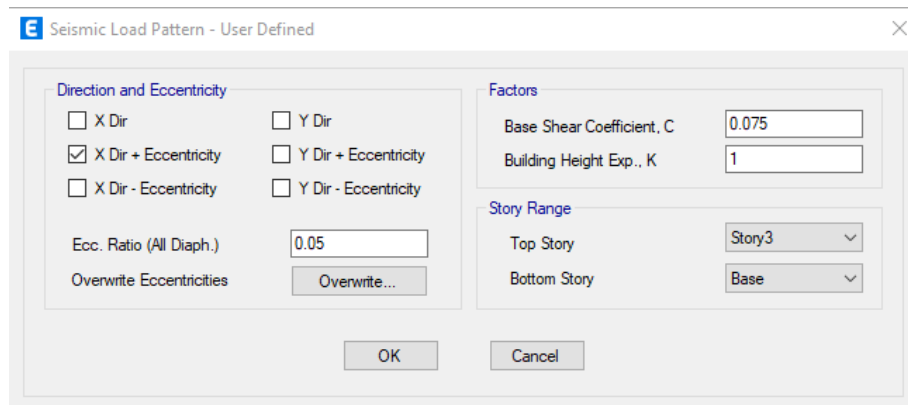 E Seismic Load Pattern - User Defined
Direction and Eccentricity
X Dir
Y Dir
X Dir + Eccentricity
Y Dir + Eccentricity
X Dir - Eccentricity
Y Dir - Eccentricity
Ecc. Ratio (All Diaph.) 0.05
Overwrite Eccentricities Overwrite...
Factors
Base Shear Coefficient, C 0.075
Building Height Exp., K 1
Story Range
Top Story Story3
Bottom Story Base
OK
Cancel